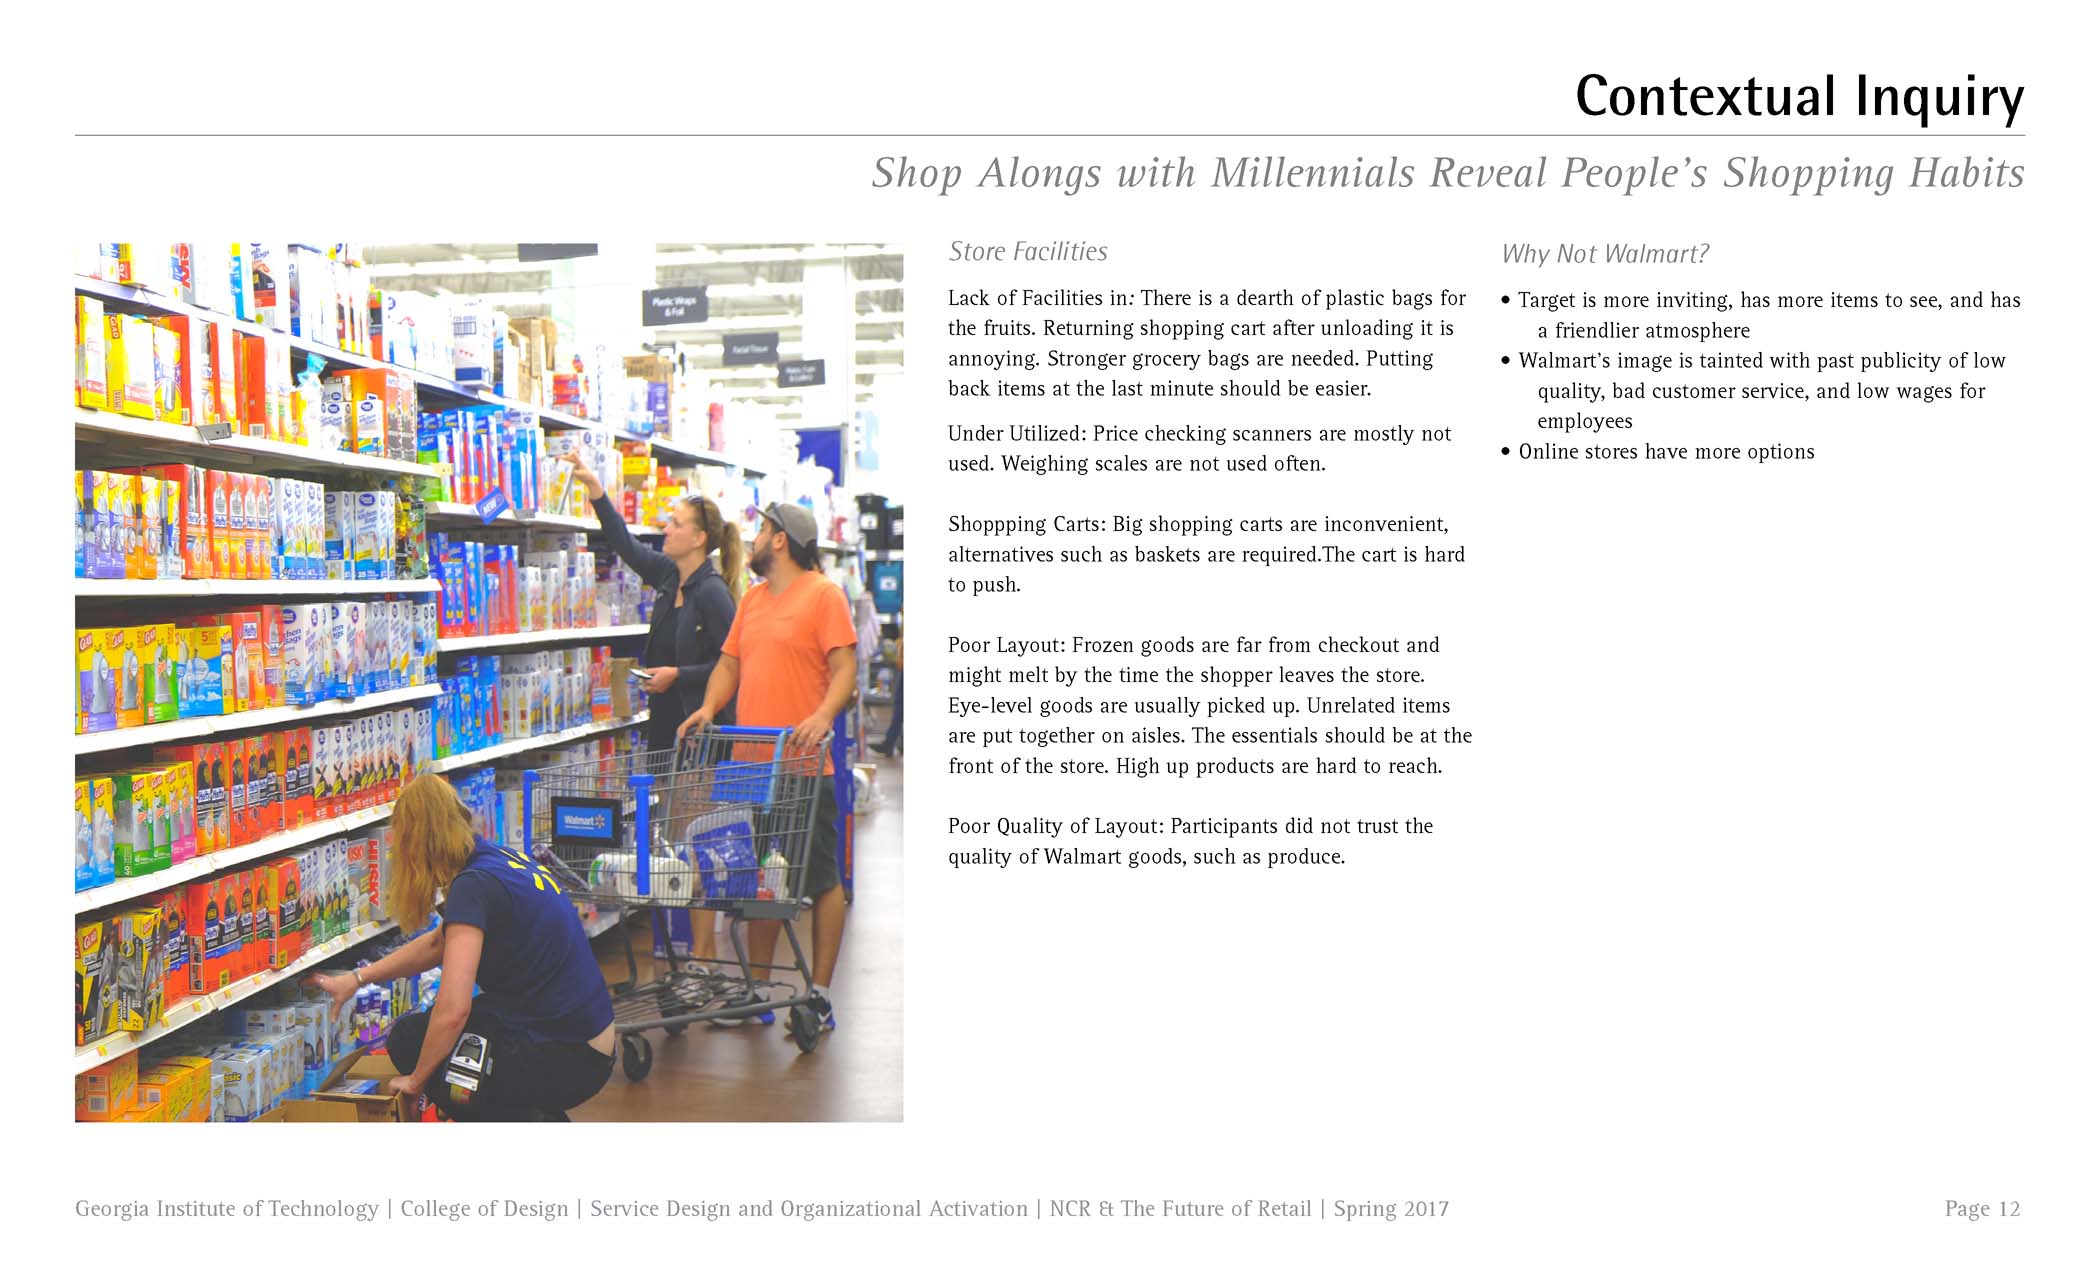 Contextual Inquiry
Shop Alongs with Millennials Reveal People's Shopping Habits
Plastic Wraps
& Foil
Facial Tissue
NEW
Walmart
HUSKY
Store Facilities
Lack of Facilities in: There is a dearth of plastic bags for
the fruits. Returning shopping cart after unloading it is
annoying. Stronger grocery bags are needed. Putting
back items at the last minute should be easier.
Under Utilized: Price checking scanners are mostly not
used. Weighing scales are not used often.
Shoppping Carts: Big shopping carts are inconvenient,
alternatives such as baskets are required.The cart is hard
to push.
Poor Layout: Frozen goods are far from checkout and
might melt by the time the shopper leaves the store.
Eye-level goods are usually picked up. Unrelated items
are put together on aisles. The essentials should be at the
front of the store. High up products are hard to reach.
Poor Quality of Layout: Participants did not trust the
quality of Walmart goods, such as produce.
Why Not Walmart?
• Target is more inviting, has more items to see, and has
a friendlier atmosphere
• Walmart's image is tainted with past publicity of low
quality, bad customer service, and low wages for
employees
• Online stores have more options
Georgia Institute of Technology | College of Design | Service Design and Organizational Activation | NCR & The Future of Retail | Spring 2017
Page 12